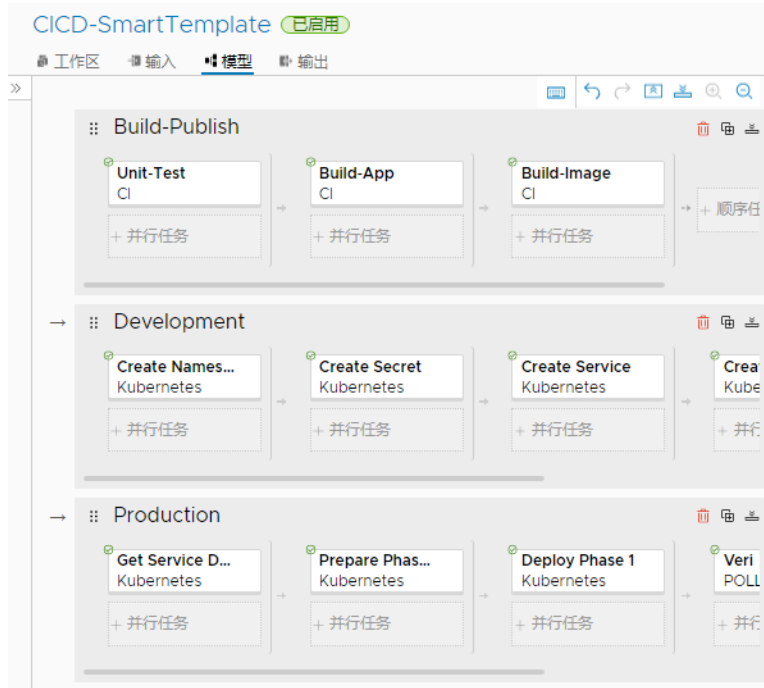 CICD-SmartTemplate 已启用
工作区 输入 模型 输出
Build-Publish
Unit-Test Build-App Build-Image
CI CI CI
+ 顺序任
+ 并行任务 + 并行任务 + 并行任务
Development
Create Names... Create Secret Create Service Crea
Kubernetes Kubernetes Kubernetes Kube
+ 并行任务 + 并行任务 + 并行任务 + 并行
Production
Get Service D... Prepare Phas... Deploy Phase 1 Veri
Kubernetes Kubernetes Kubernetes POLL
+ 并行任务 + 并行任务 + 并行任务 + 并行